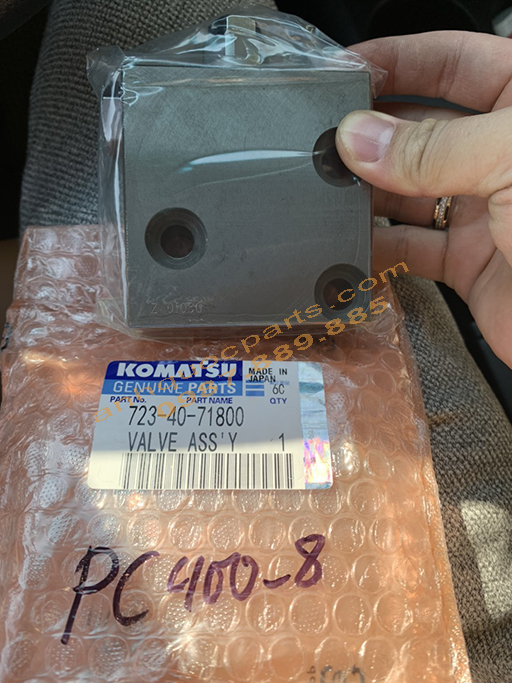 KOMATSU
GENUINE PARTS
MADE IN
JAPAN
6C
PART NO.
PART NAME
QTY
723-40-71800
VALVE ASS'Y
1
PC400-8